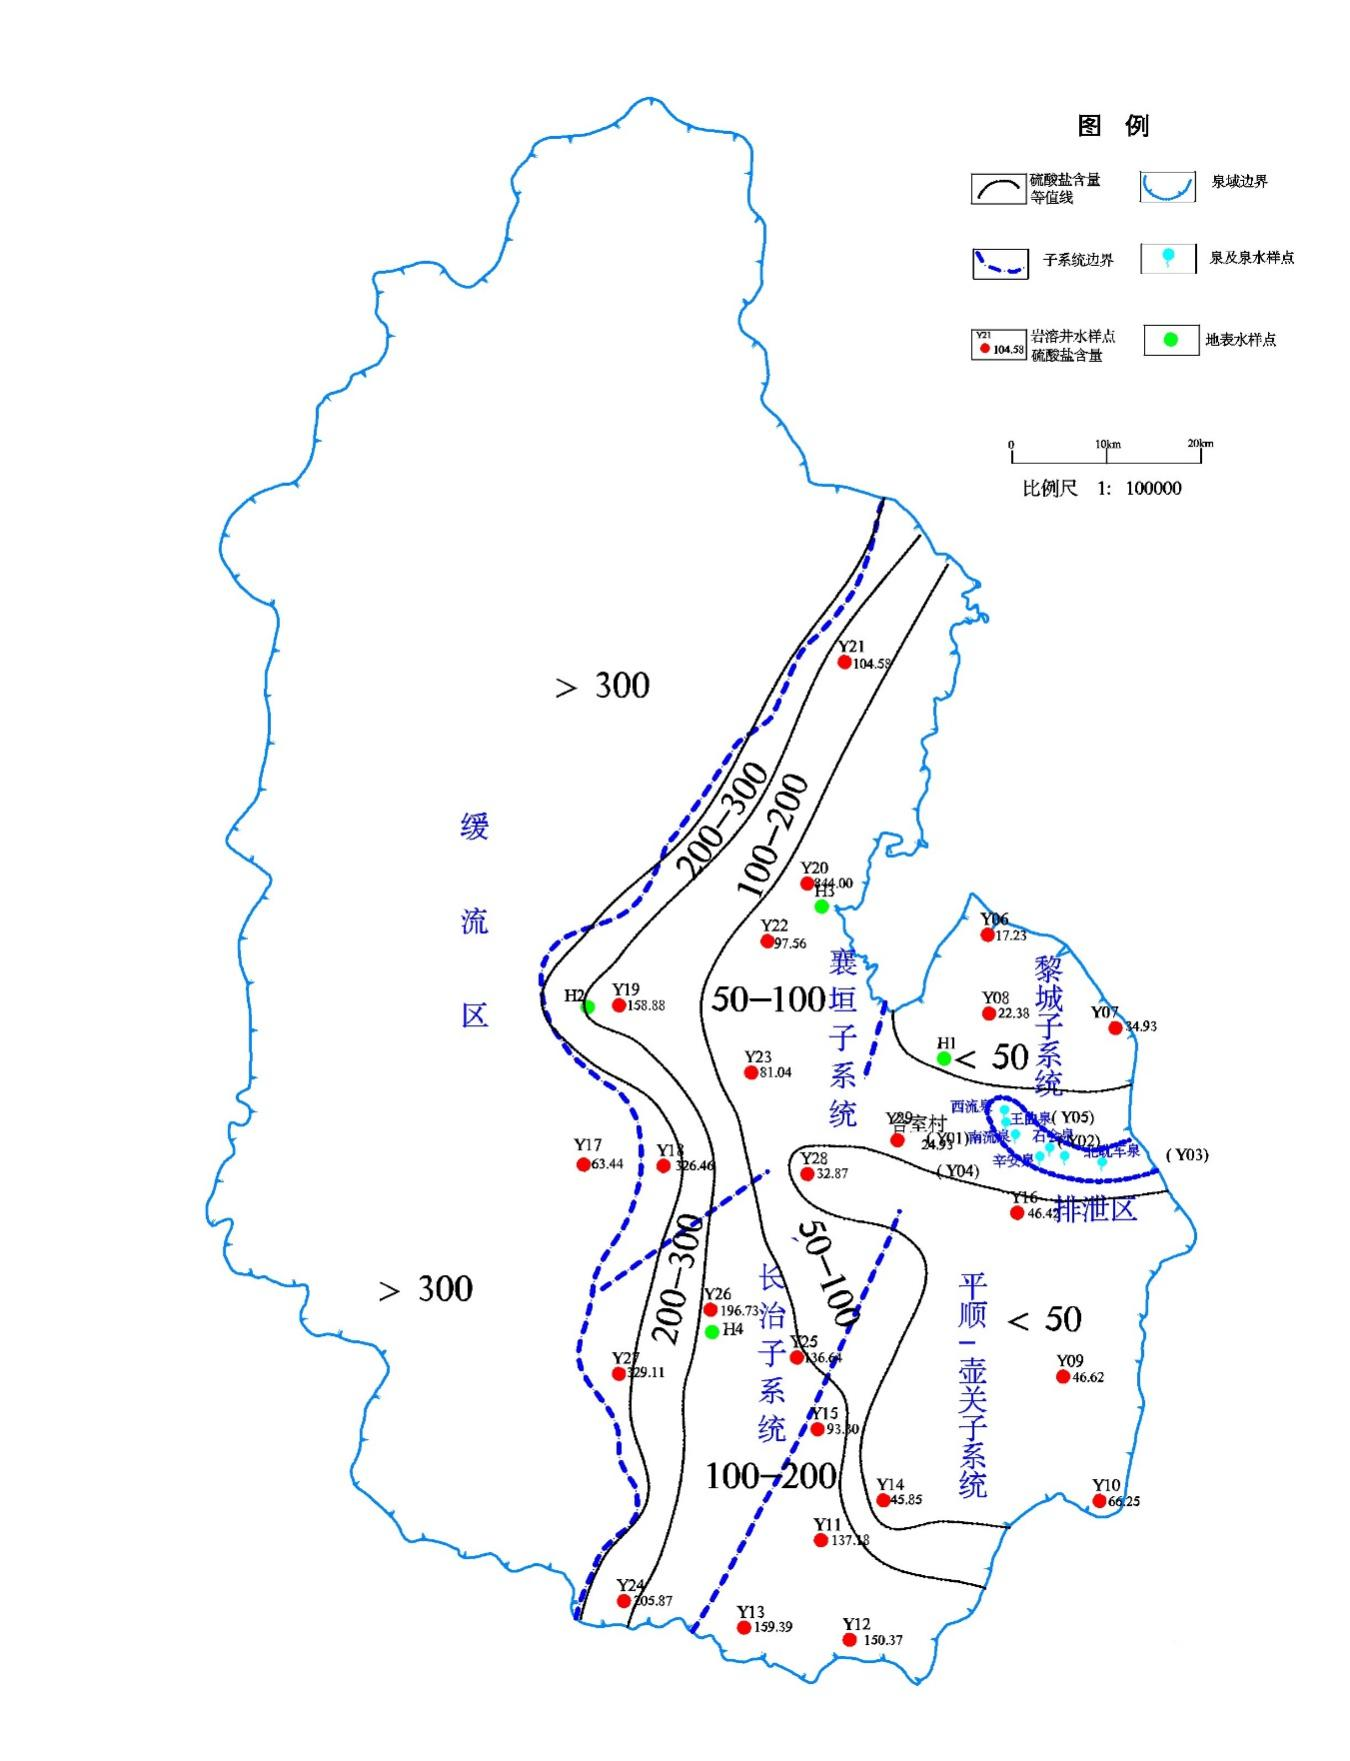 图 例
硫酸盐含量
等值线
泉域边界
子系统边界
泉及泉水样点
Y21
104.58
岩溶井水样点
硫酸盐含量
地表水样点
0 10km 20km
比例尺 1: 100000
> 300
Y21
104.58
缓流区
200-300
100-200
Y20
H3
Y22
97.56
襄垣子系统
50-100
Y06
17.23
黎城子系统
Y08
22.38
Y07
34.93
H1
< 50
H2
Y19
158.88
Y23
81.04
西流泉
王曲泉(Y05)
南流泉
(Y01)
石会泉
(Y02)
辛安泉
北耽车泉
(Y03)
(Y04)
24.93
Y17
63.44
Y18
326.46
Y28
32.87
Y16
46.42
排泄区
> 300
200-300
50-100
长治子系统
平顺-壶关子系统
< 50
Y26
196.73
H4
Y25
136.64
Y27
329.11
Y09
46.62
Y15
93.80
100-200
Y14
45.85
Y10
66.25
Y11
137.18
Y24
205.87
Y13
159.39
Y12
150.37